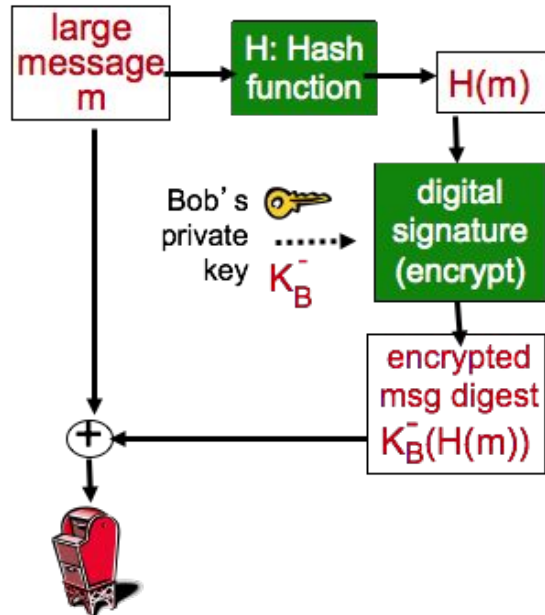 large
message
m
H: Hash
function
H(m)
Bob's
private
key
K_B^-
digital
signature
(encrypt)
encrypted
msg digest
K_B^-(H(m))
+